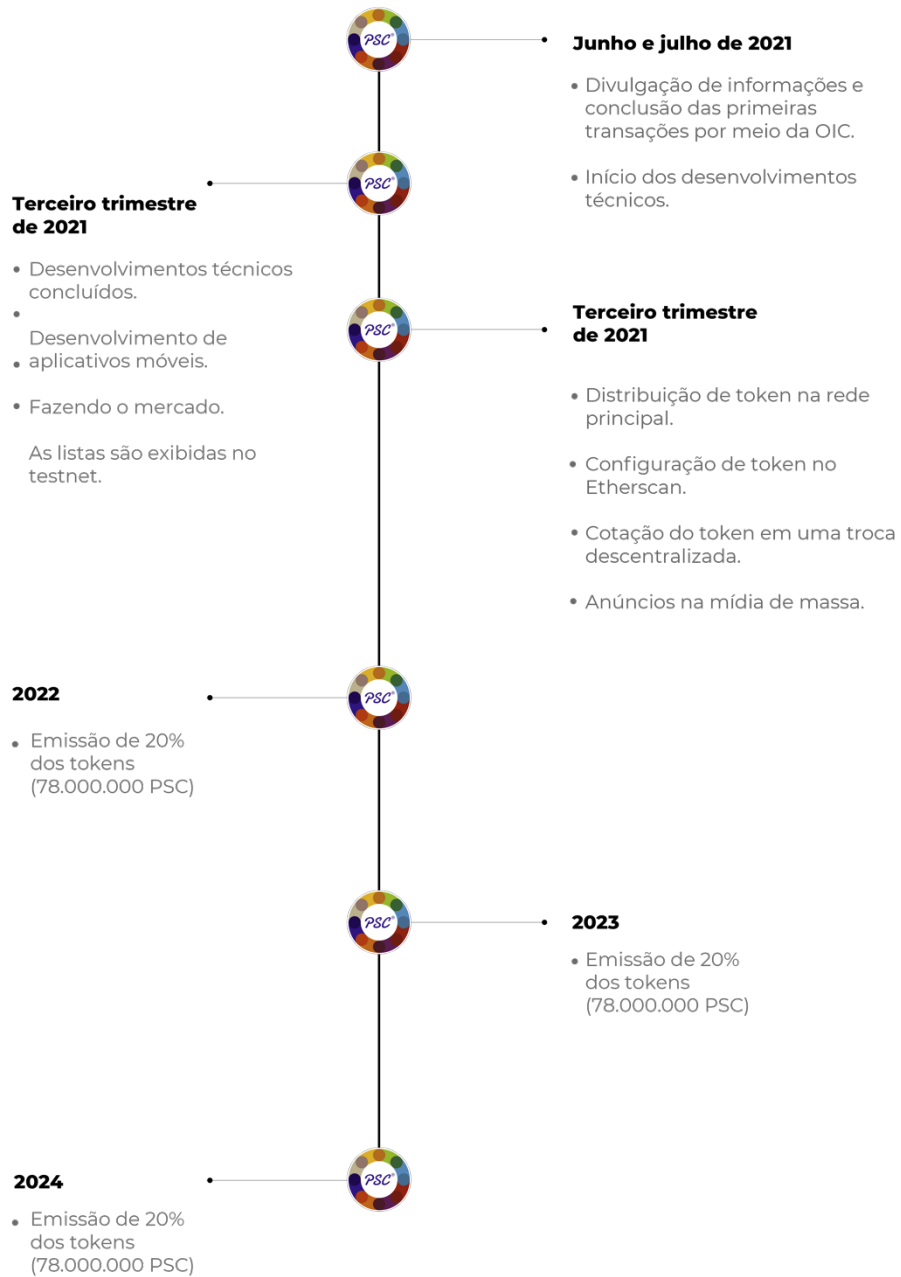 PSC®
Junho e julho de 2021
• Divulgação de informações e
conclusão das primeiras
transações por meio da OIC.
• Início dos desenvolvimentos
técnicos.
PSC®
Terceiro trimestre
de 2021
• Desenvolvimentos técnicos
concluídos.
•
Desenvolvimento de
• aplicativos móveis.
• Fazendo o mercado.
As listas são exibidas no
testnet.
PSC®
Terceiro trimestre
de 2021
• Distribuição de token na rede
principal.
• Configuração de token no
Etherscan.
• Cotação do token em uma troca
descentralizada.
• Anúncios na mídia de massa.
PSC®
2022
• Emissão de 20%
dos tokens
(78.000.000 PSC)
PSC®
2023
• Emissão de 20%
dos tokens
(78.000.000 PSC)
PSC®
2024
• Emissão de 20%
dos tokens
(78.000.000 PSC)